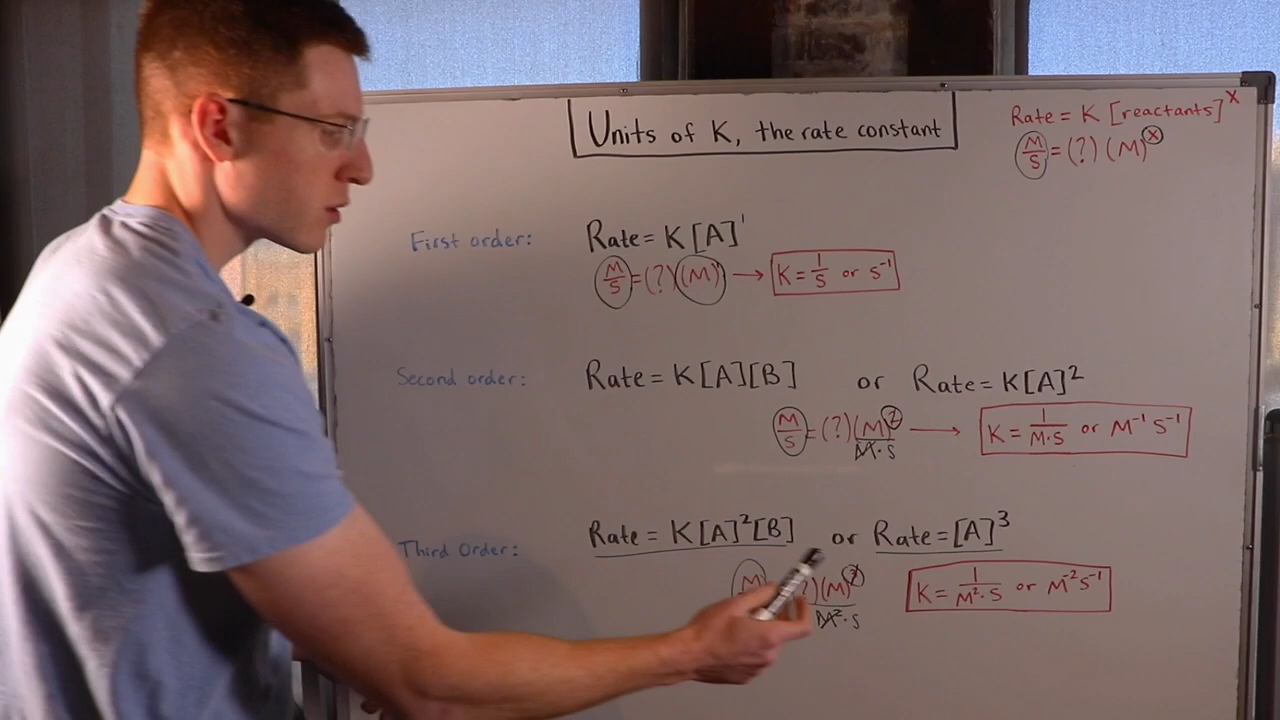 Units of K, the rate constant
Rate = K [reactants]^x
M/S = (?) (M)^x
First order: Rate = K[A]^1
M/S = (?)(M)^1 → K = 1/S or S^-1
Second order: Rate = K[A][B] or Rate = K[A]^2
M/S = (?)(M)^2 → K = 1/M·S or M^-1 S^-1
M·S
Third Order: Rate = K[A]^2[B] or Rate = [A]^3
M ?)(M) K = 1/M^2·S or M^-2 S^-1
M^2·S